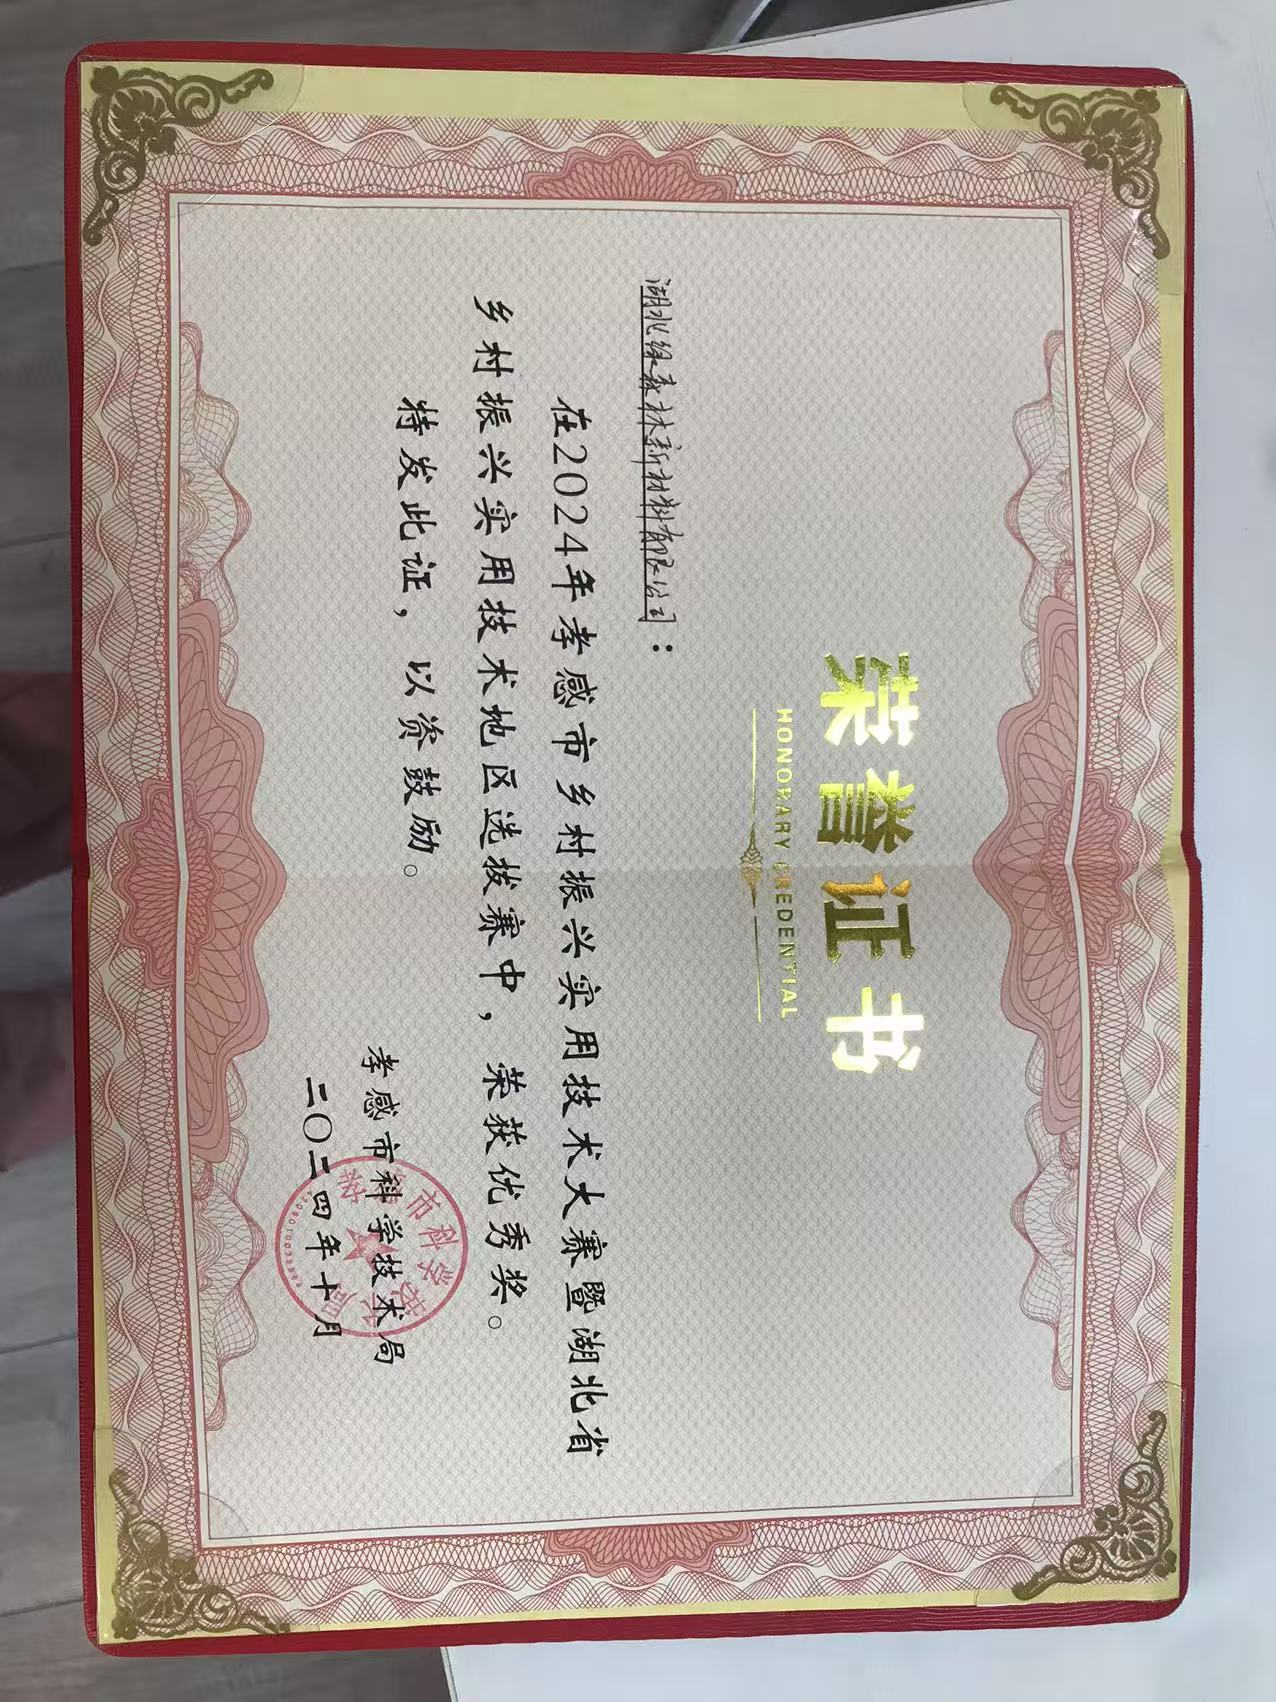 荣誉证书
HONORARY CREDENTIAL
湖北绿森林新材料有限公司：
在2024年孝感市乡村振兴实用技术大赛暨湖北省
乡村振兴实用技术地区选拔赛中，荣获优秀奖。
特发此证，以资鼓励。
孝感市科学技术局
二〇二四年十月